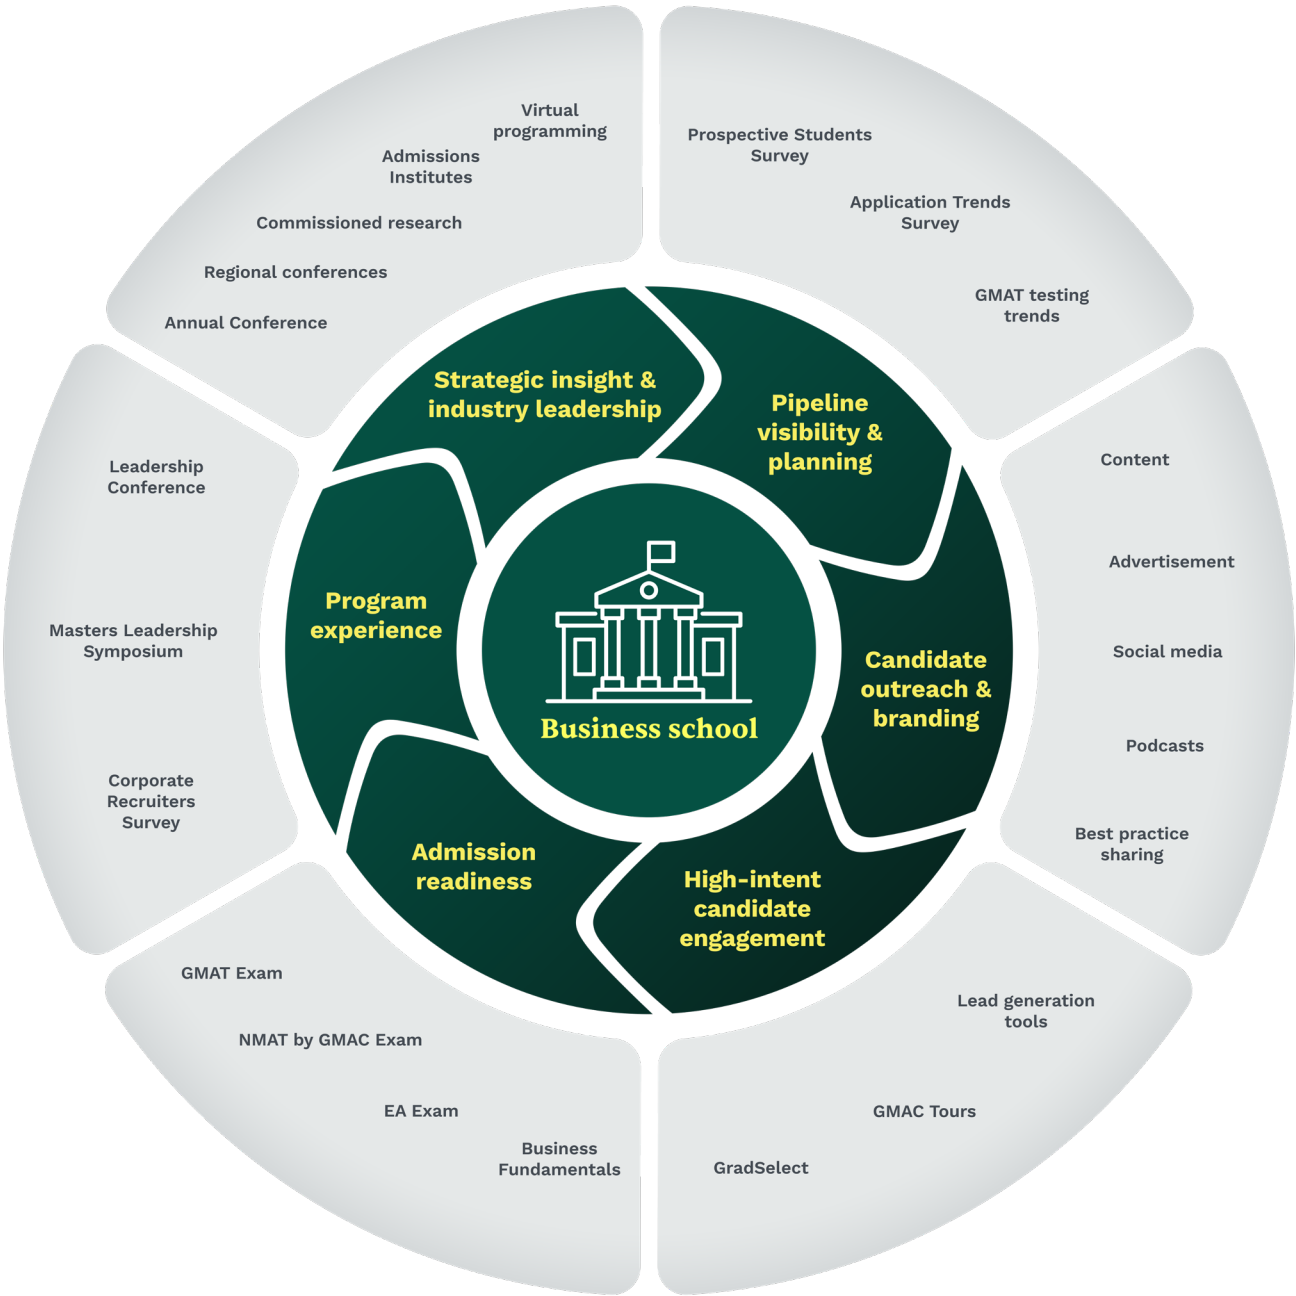 Virtual
programming
Admissions
Institutes
Commissioned research
Regional conferences
Annual Conference
Prospective Students
Survey
Application Trends
Survey
GMAT testing
trends
Content
Advertisement
Social media
Podcasts
Best practice
sharing
Lead generation
tools
GMAC Tours
GradSelect
GMAT Exam
NMAT by GMAC Exam
EA Exam
Business
Fundamentals
Leadership
Conference
Masters Leadership
Symposium
Corporate
Recruiters
Survey
Strategic insight &
industry leadership
Pipeline
visibility &
planning
Candidate
outreach &
branding
High-intent
candidate
engagement
Admission
readiness
Program
experience
Business school